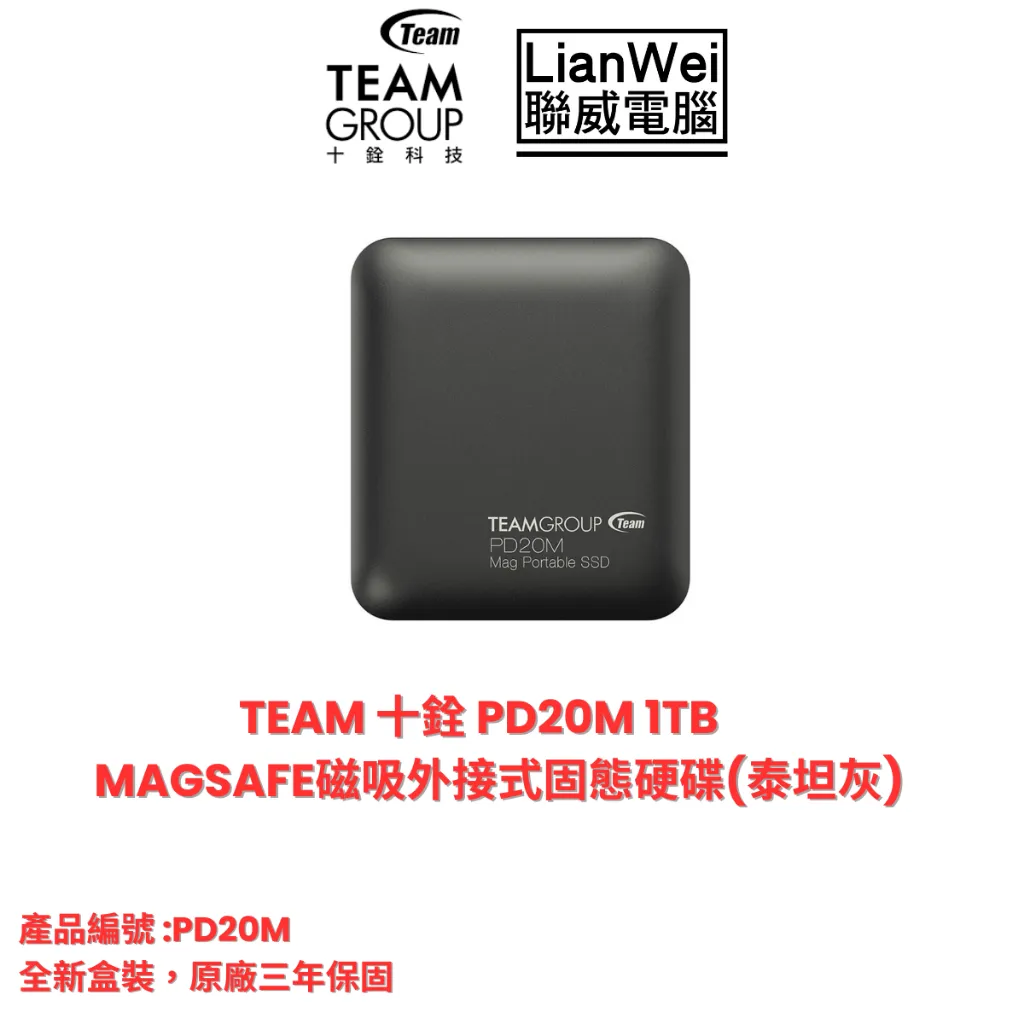 Team
TEAM
GROUP
十銓科技
LianWei
聯威電腦
TEAMGROUP Team
PD20M
Mag Portable SSD
TEAM 十銓 PD20M 1TB
MAGSAFE磁吸外接式固態硬碟(泰坦灰)
產品編號:PD20M
全新盒裝，原廠三年保固